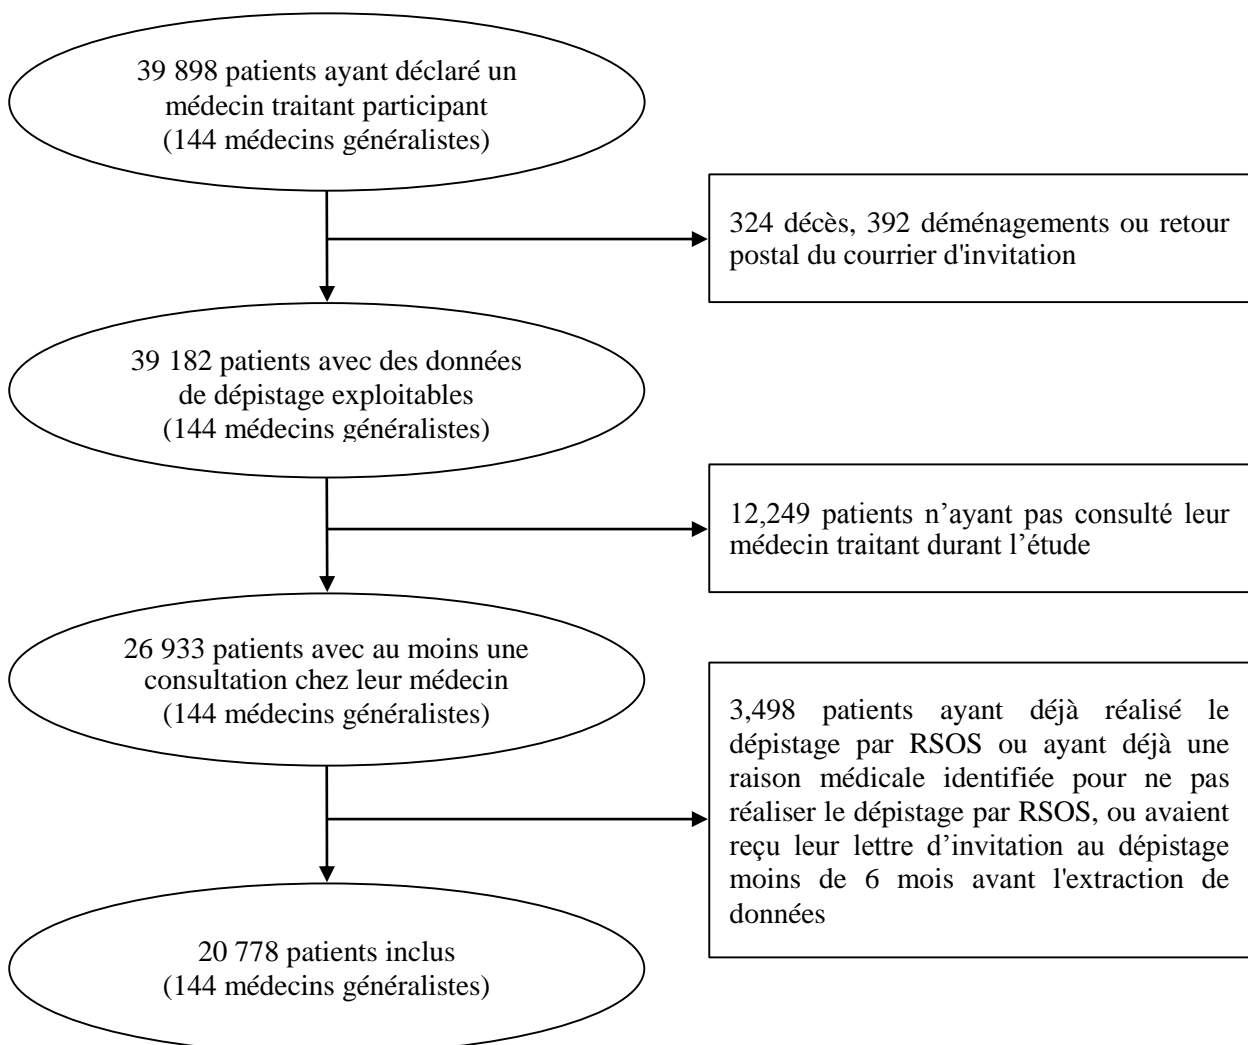 39 898 patients ayant déclaré un
médecin traitant participant
(144 médecins généralistes)
324 décès, 392 déménagements ou retour
postal du courrier d'invitation
39 182 patients avec des données
de dépistage exploitables
(144 médecins généralistes)
12,249 patients n’ayant pas consulté leur
médecin traitant durant l’étude
26 933 patients avec au moins une
consultation chez leur médecin
(144 médecins généralistes)
3,498 patients ayant déjà réalisé le
dépistage par RSOS ou ayant déjà une
raison médicale identifiée pour ne pas
réaliser le dépistage par RSOS, ou avaient
reçu leur lettre d’invitation au dépistage
moins de 6 mois avant l'extraction de
données
20 778 patients inclus
(144 médecins généralistes)